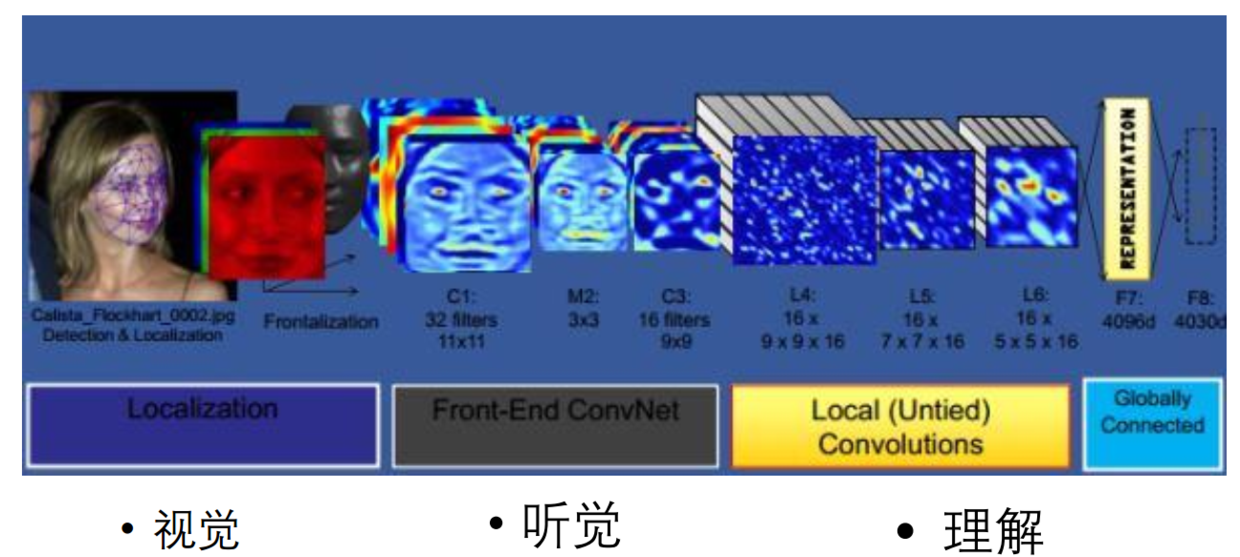 REPRESENTATION
Calista_Flockhart_0002.jpg
Detection & Localization
Frontalization
C1:
32 filters
11x11
M2:
3x3
C3:
16 filters
9x9
L4:
16 x
9 x 9 x 16
L5:
16 x
7 x 7 x 16
L6:
16 x
5 x 5 x 16
F7:
4096d
F8:
4030d
Localization
Front-End ConvNet
Local (Untied)
Convolutions
Globally
Connected
• 视觉
• 听觉
• 理解